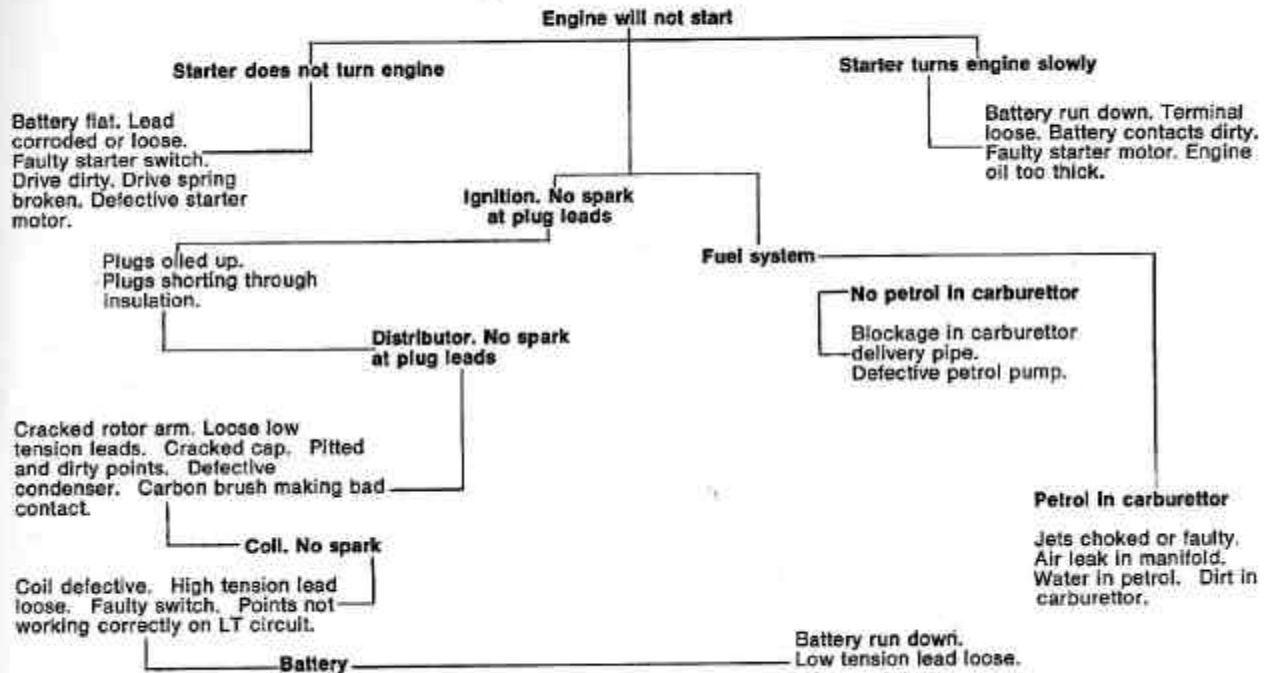 Engine will not start
Starter does not turn engine
Starter turns engine slowly
Battery flat. Lead
corroded or loose.
Faulty starter switch.
Drive dirty. Drive spring
broken. Defective starter
motor.
Battery run down. Terminal
loose. Battery contacts dirty.
Faulty starter motor. Engine
oil too thick.
Ignition. No spark
at plug leads
Plugs oiled up.
Plugs shorting through
insulation.
Distributor. No spark
at plug leads
Cracked rotor arm. Loose low
tension leads. Cracked cap. Pitted
and dirty points. Defective
condenser. Carbon brush making bad
contact.
Coil. No spark
Coil defective. High tension lead
loose. Faulty switch. Points not
working correctly on LT circuit.
Battery
Battery run down.
Low tension lead loose.
Fuel system
No petrol in carburettor
Blockage in carburettor
delivery pipe.
Defective petrol pump.
Petrol in carburettor
Jets choked or faulty.
Air leak in manifold.
Water in petrol. Dirt in
carburettor.